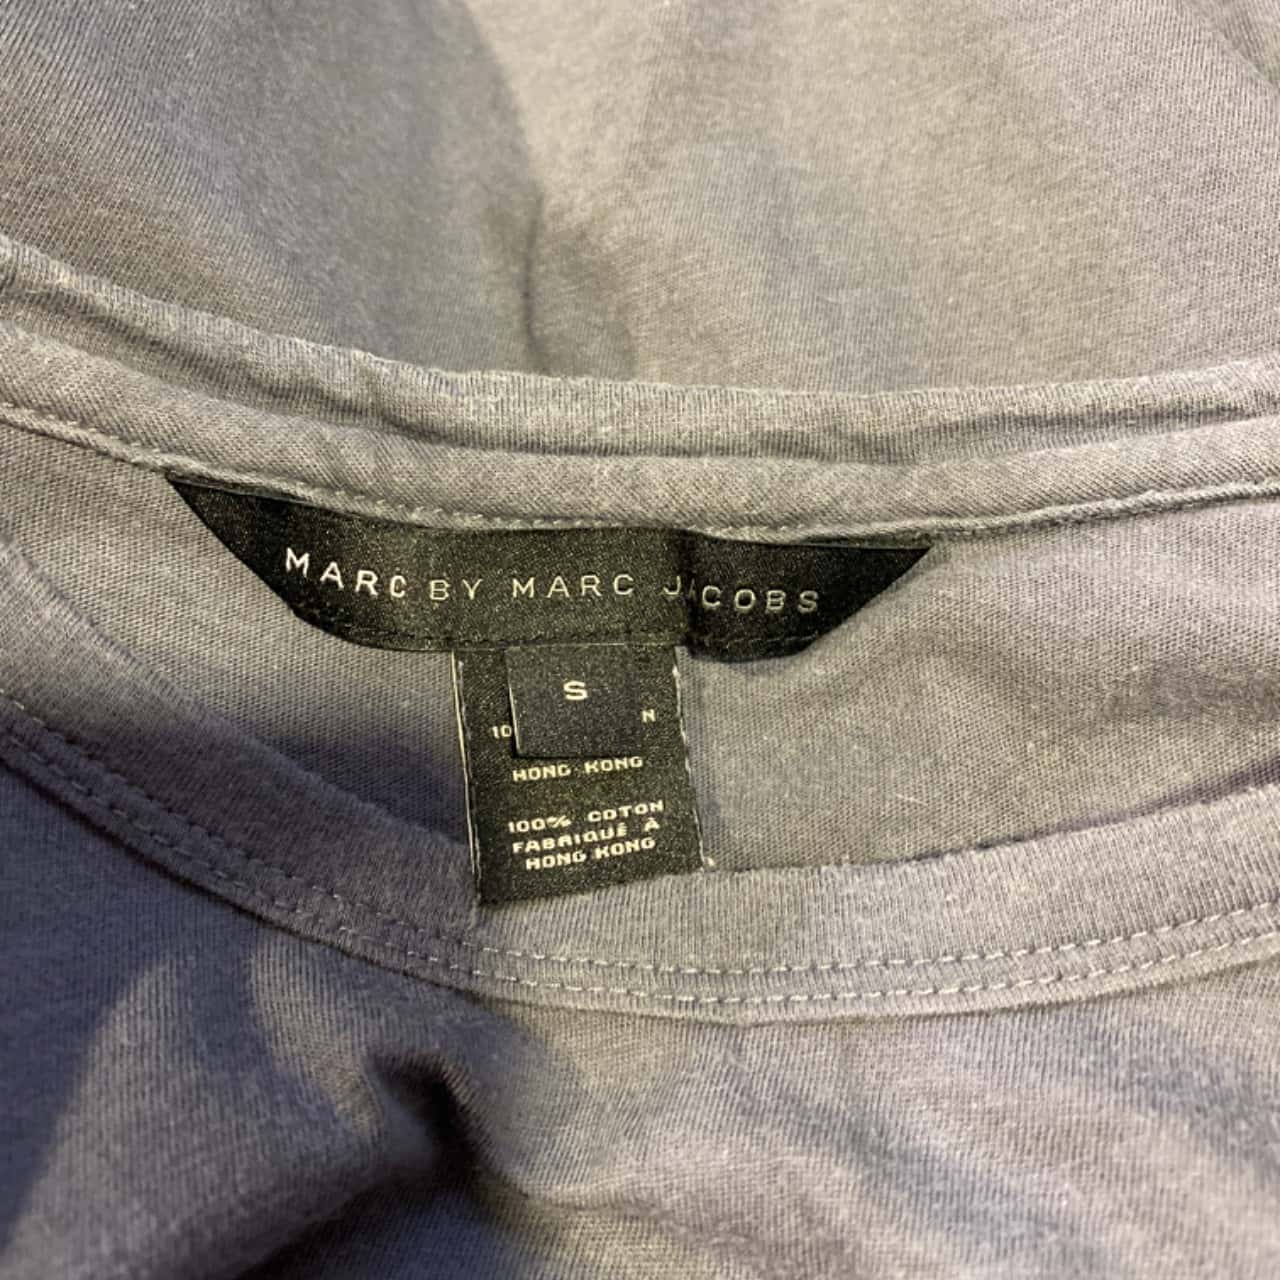 MARC BY MARC JACOBS
S
HONG KONG
100% COTON
FABRIQUÉ À
HONG KONG